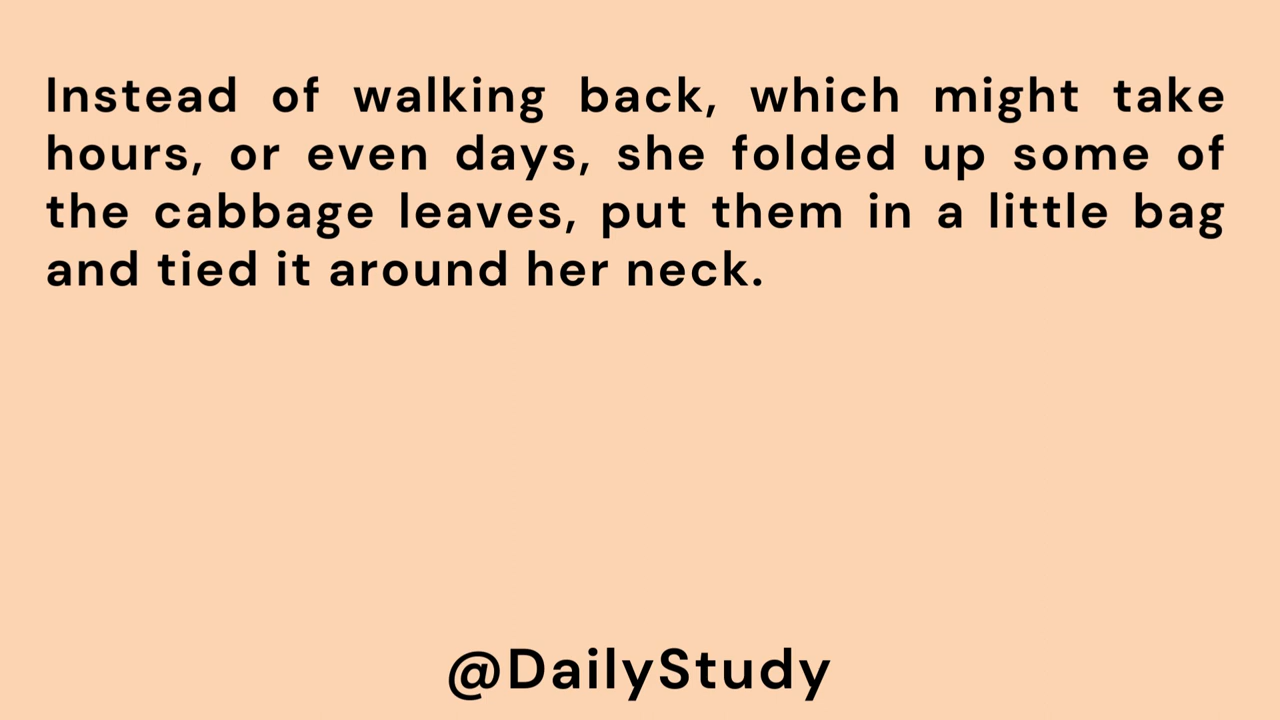 Instead of walking back, which might take
hours, or even days, she folded up some of
the cabbage leaves, put them in a little bag
and tied it around her neck.
@DailyStudy